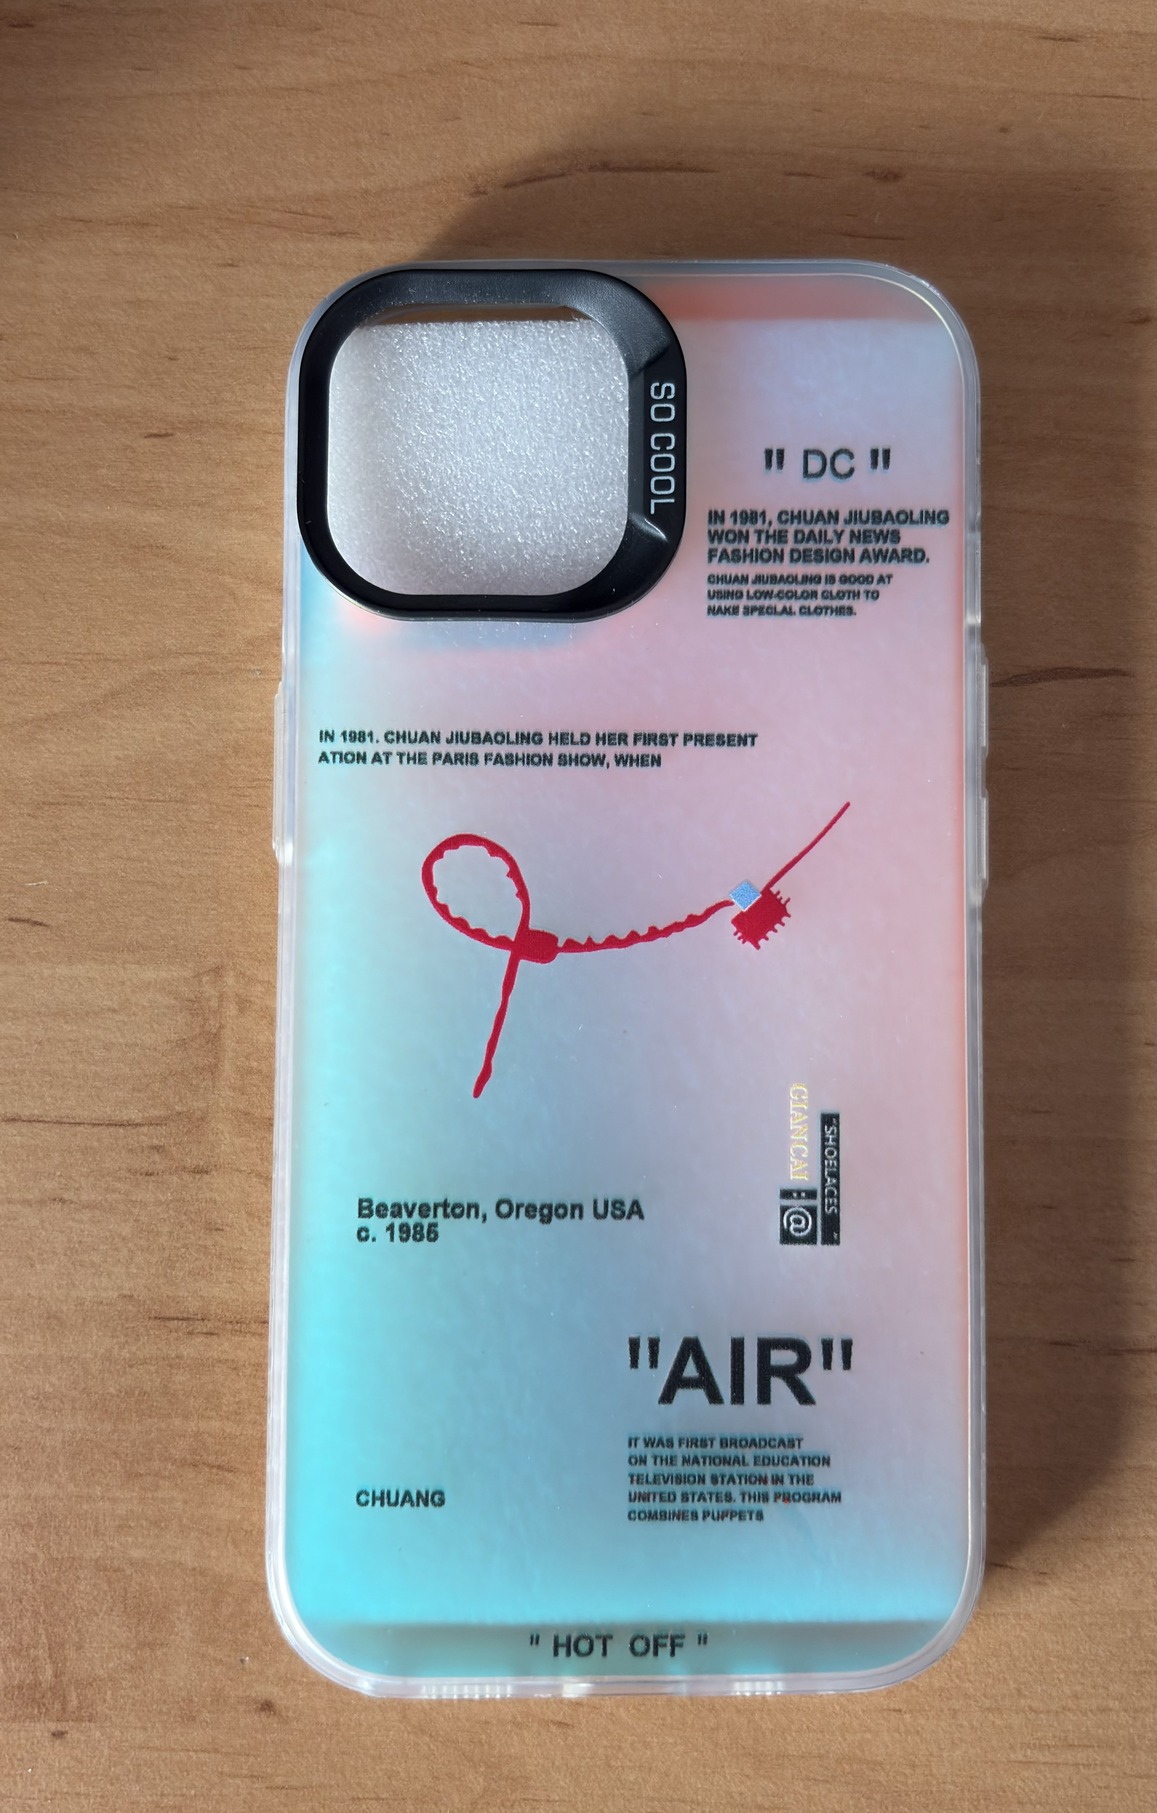 SO COOL
" DC "
IN 1981, CHUAN JIUBAOLING
WON THE DAILY NEWS
FASHION DESIGN AWARD.
CHUAN JIUBAOLING IS GOOD AT
USING LOW-COLOR CLOTH TO
NAKE SPECLAL CLOTHES.
IN 1981. CHUAN JIUBAOLING HELD HER FIRST PRESENT
ATION AT THE PARIS FASHION SHOW, WHEN
CIANCAI
"SHOELACES "
@
Beaverton, Oregon USA
c. 1985
"AIR"
IT WAS FIRST BROADCAST
ON THE NATIONAL EDUCATION
TELEVISION STATION IN THE
UNITED STATES. THIS PROGRAM
COMBINES PUPPETS
CHUANG
" HOT OFF "